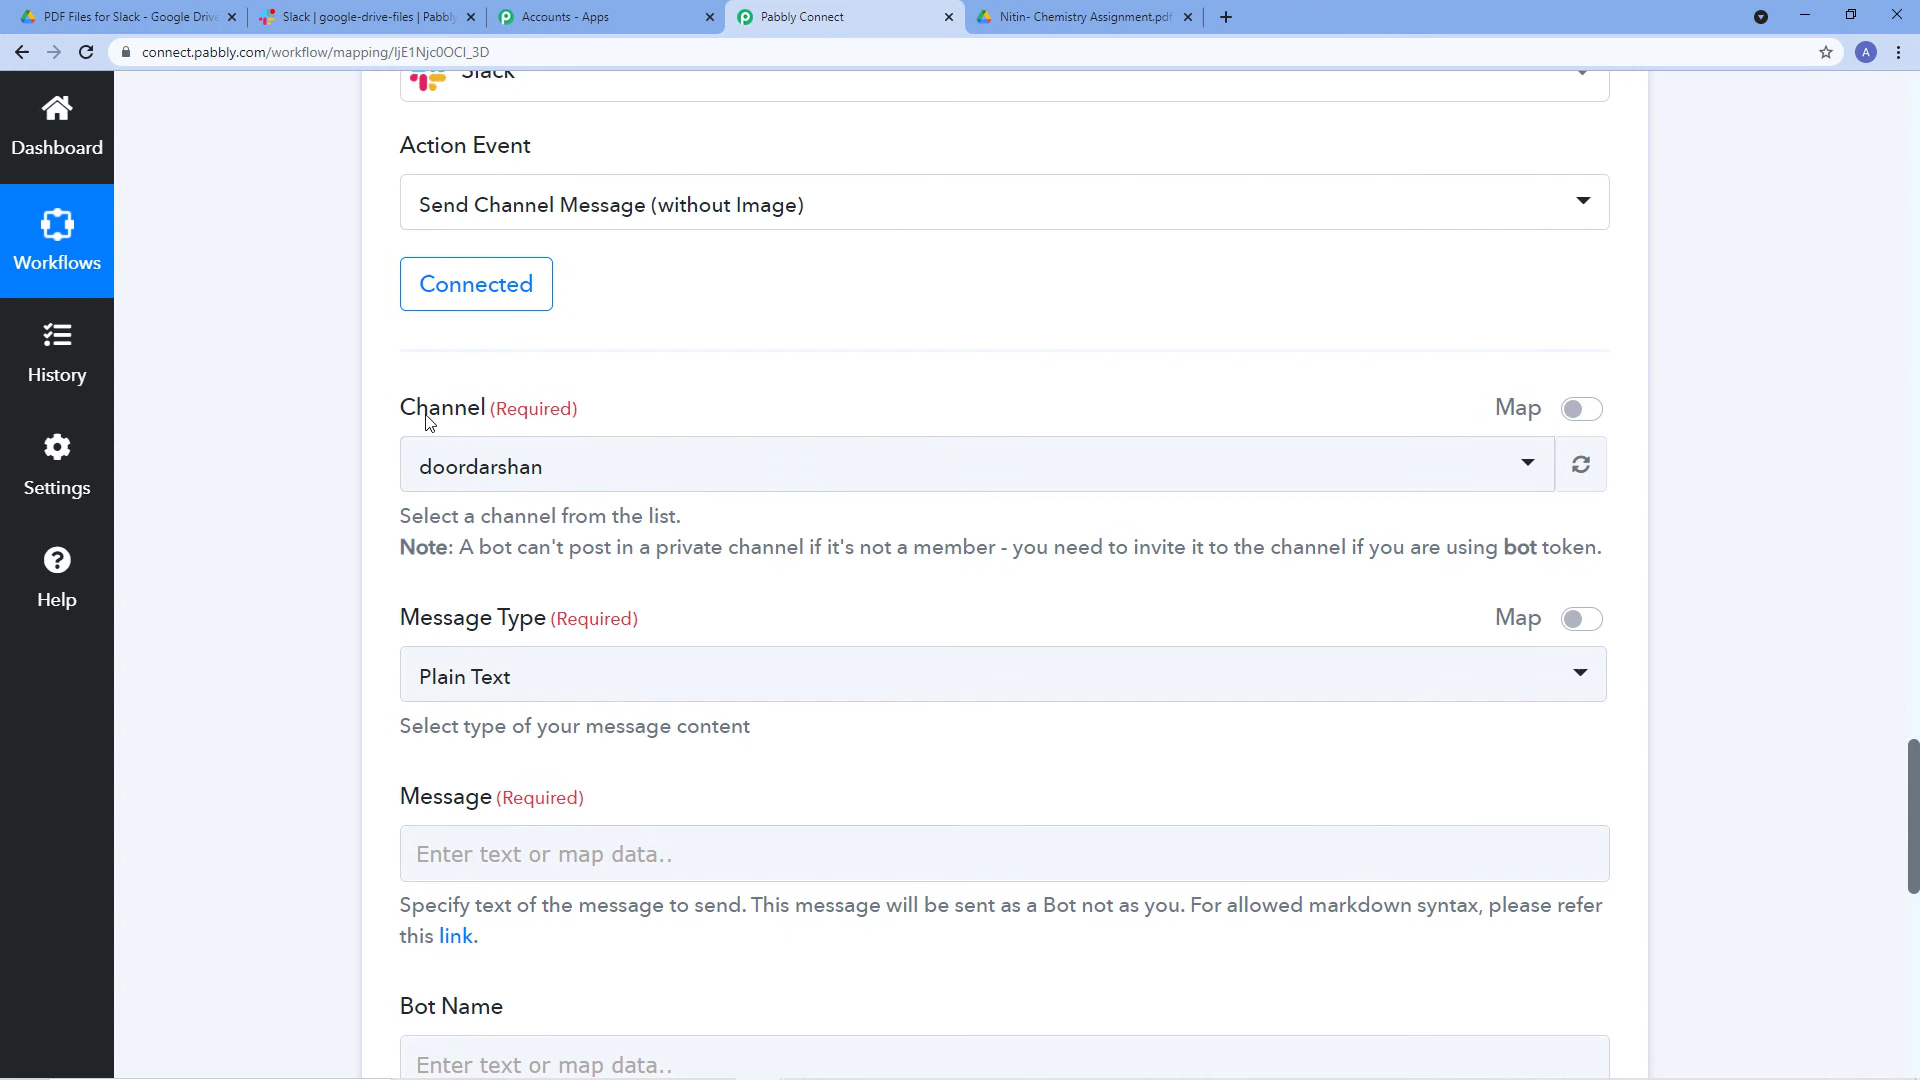 PDF Files for Slack - Google Drive
Slack | google-drive-files | Pabbly
Accounts - Apps
Pabbly Connect
Nitin- Chemistry Assignment.pdf
connect.pabbly.com/workflow/mapping/IjE1Njc0OCI_3D
A
Dashboard
Workflows
History
Settings
Help
Slack
Action Event
Send Channel Message (without Image)
Connected
Channel (Required)
Map
doordarshan
Select a channel from the list.
Note: A bot can't post in a private channel if it's not a member - you need to invite it to the channel if you are using bot token.
Message Type (Required)
Map
Plain Text
Select type of your message content
Message (Required)
Enter text or map data..
Specify text of the message to send. This message will be sent as a Bot not as you. For allowed markdown syntax, please refer
this link.
Bot Name
Enter text or map data..